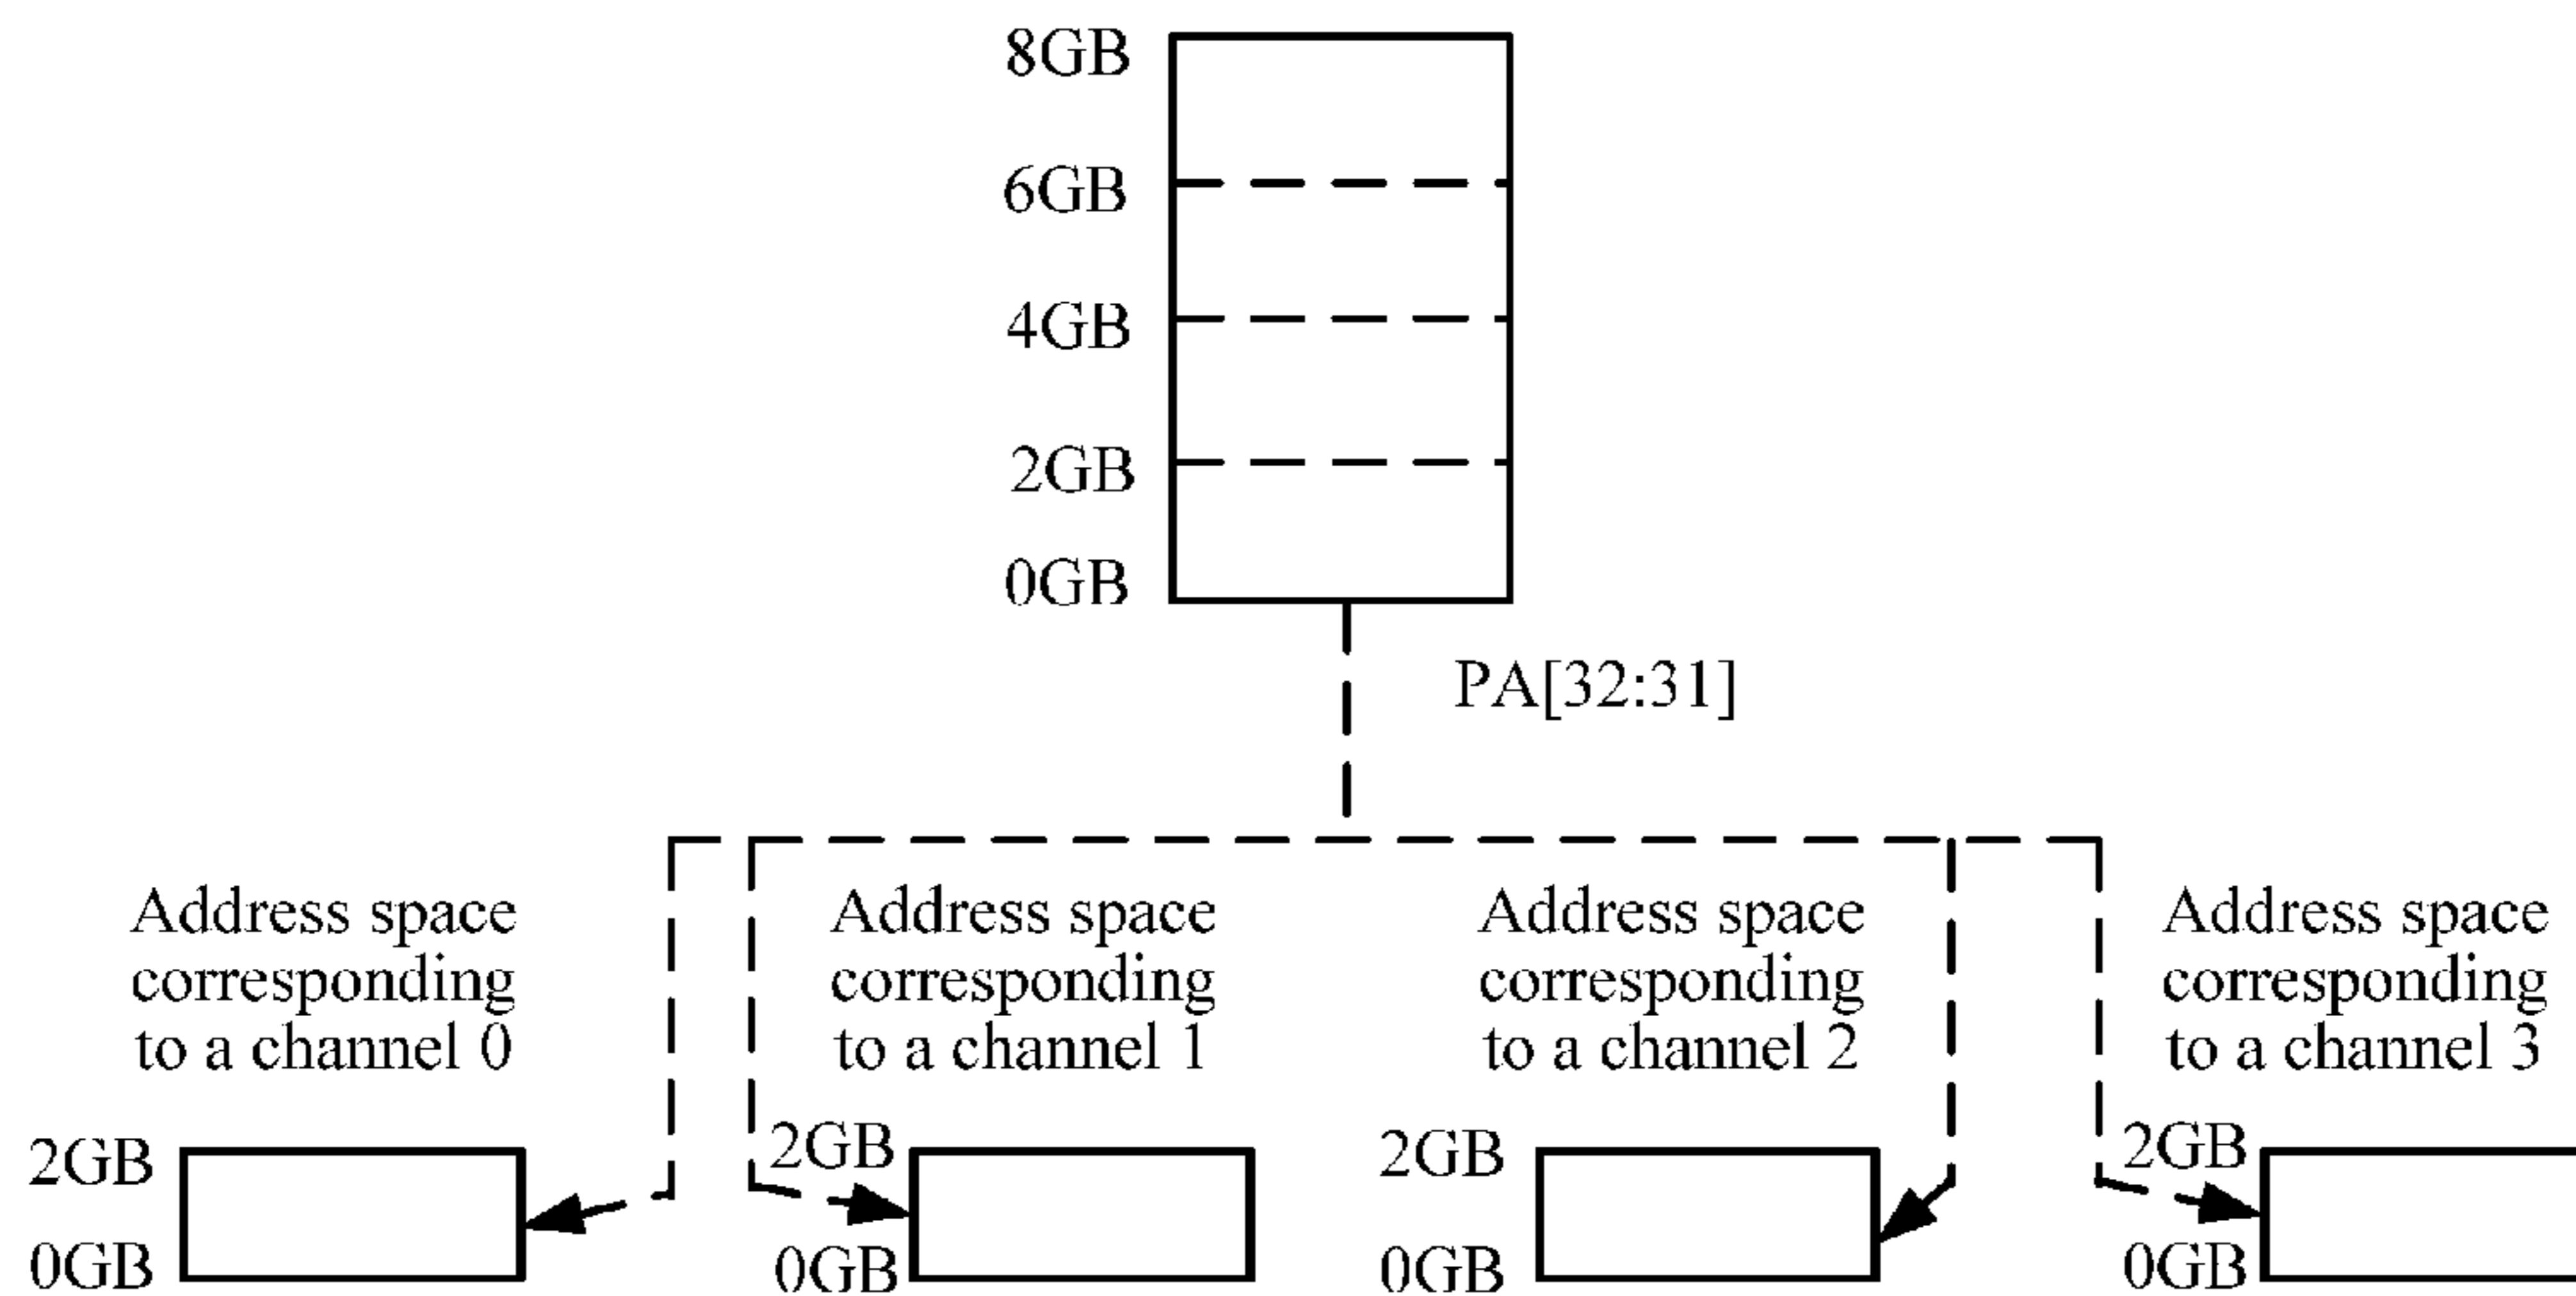 8GB
6GB
4GB
2GB
0GB
PA[32:31]
Address space
corresponding
to a channel 0
2GB
0GB
Address space
corresponding
to a channel 1
2GB
0GB
Address space
corresponding
to a channel 2
2GB
0GB
Address space
corresponding
to a channel 3
2GB
0GB